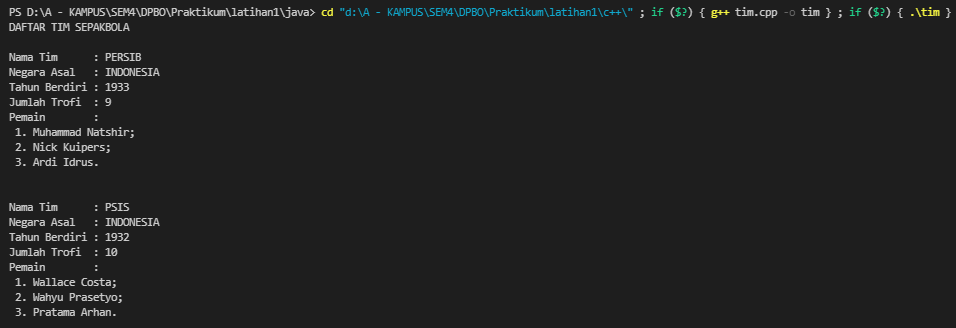 PS D:\A - KAMPUS\SEM4\DPBO\Praktikum\latihan1\java> cd "d:\A - KAMPUS\SEM4\DPBO\Praktikum\latihan1\c++\" ; if ($?) { g++ tim.cpp -o tim } ; if ($?) { .\tim }
DAFTAR TIM SEPAKBOLA
Nama Tim : PERSIB
Negara Asal : INDONESIA
Tahun Berdiri : 1933
Jumlah Trofi : 9
Pemain :
1. Muhammad Natshir;
2. Nick Kuipers;
3. Ardi Idrus.
Nama Tim : PSIS
Negara Asal : INDONESIA
Tahun Berdiri : 1932
Jumlah Trofi : 10
Pemain :
1. Wallace Costa;
2. Wahyu Prasetyo;
3. Pratama Arhan.